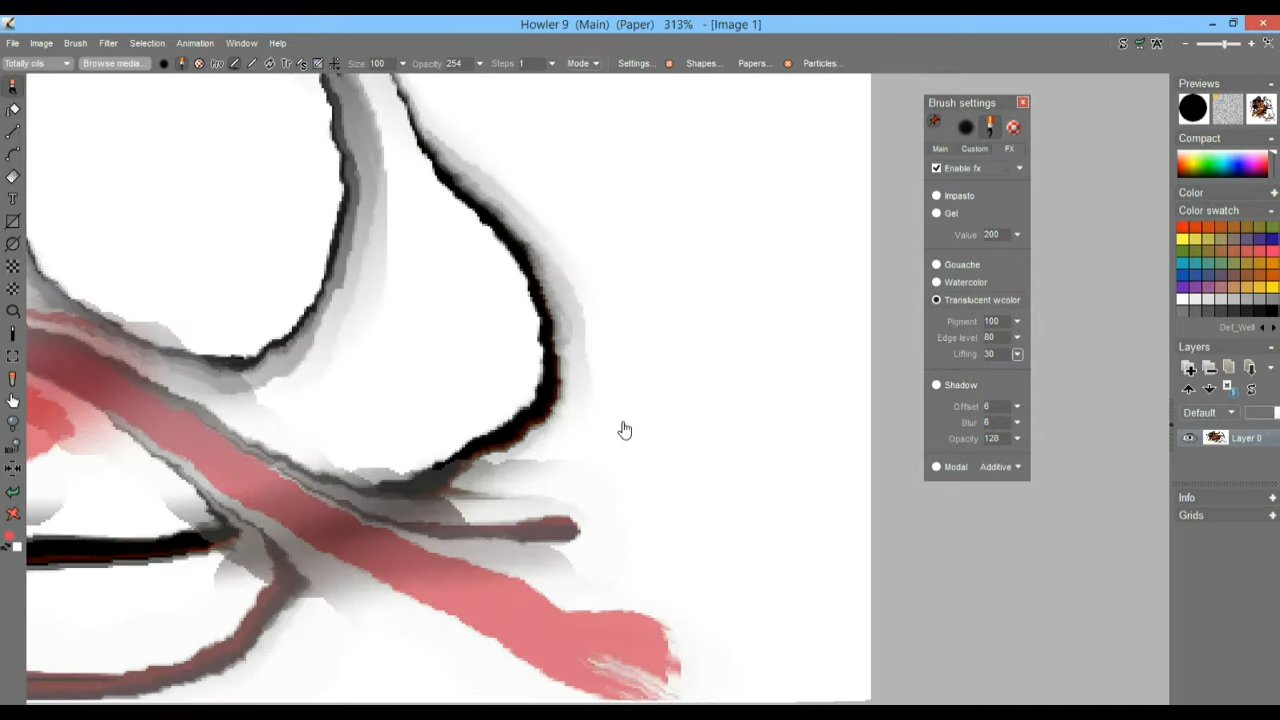 Howler 9 (Main) (Paper) 313% - [Image 1]
File Image Brush Filter Selection Animation Window Help
Totally oils Browse media... Prv Tr Size 100 Opacity 254 Steps 1 Mode Settings... Shapes... Papers... Particles...
Brush settings
Main Custom FX
Enable fx
Impasto
Gel
Value 200
Gouache
Watercolor
Translucent wcolor
Pigment 100
Edge level 80
Lifting 30
Shadow
Offset 6
Blur 6
Opacity 128
Modal Additive
Previews
Compact
Color
Color swatch
Def_Well
Layers
Default
Layer 0
Info
Grids